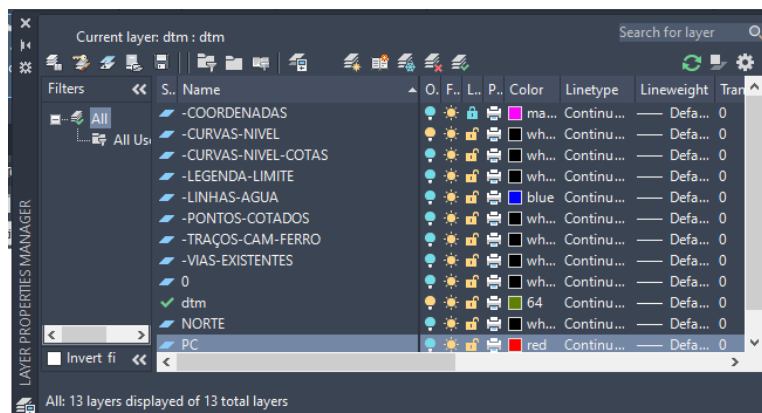 Current layer: dtm : dtm
Search for layer
Filters
S.. Name O. F.. L.. P.. Color Linetype Lineweight Tran
All
All Use
-COORDENADAS ma... Continu... Defa... 0
-CURVAS-NIVEL wh... Continu... Defa... 0
-CURVAS-NIVEL-COTAS wh... Continu... Defa... 0
-LEGENDA-LIMITE wh... Continu... Defa... 0
-LINHAS-AGUA blue Continu... Defa... 0
-PONTOS-COTADOS wh... Continu... Defa... 0
-TRAÇOS-CAM-FERRO wh... Continu... Defa... 0
-VIAS-EXISTENTES wh... Continu... Defa... 0
0 wh... Continu... Defa... 0
dtm 64 Continu... Defa... 0
NORTE wh... Continu... Defa... 0
PC red Continu... Defa... 0
Invert fi
All: 13 layers displayed of 13 total layers
LAYER PROPERTIES MANAGER